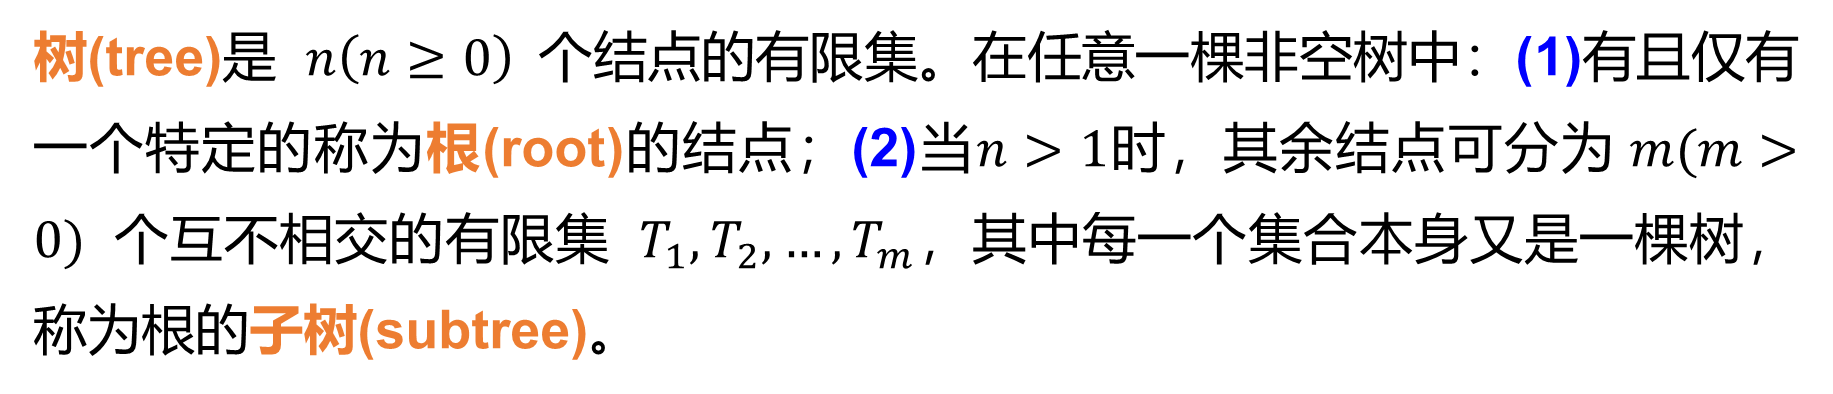 树(tree)是 n(n ≥ 0) 个结点的有限集。在任意一棵非空树中：(1)有且仅有
一个特定的称为根(root)的结点；(2)当n > 1时，其余结点可分为 m(m >
0) 个互不相交的有限集 T₁, T₂, … , Tₘ，其中每一个集合本身又是一棵树，
称为根的子树(subtree)。